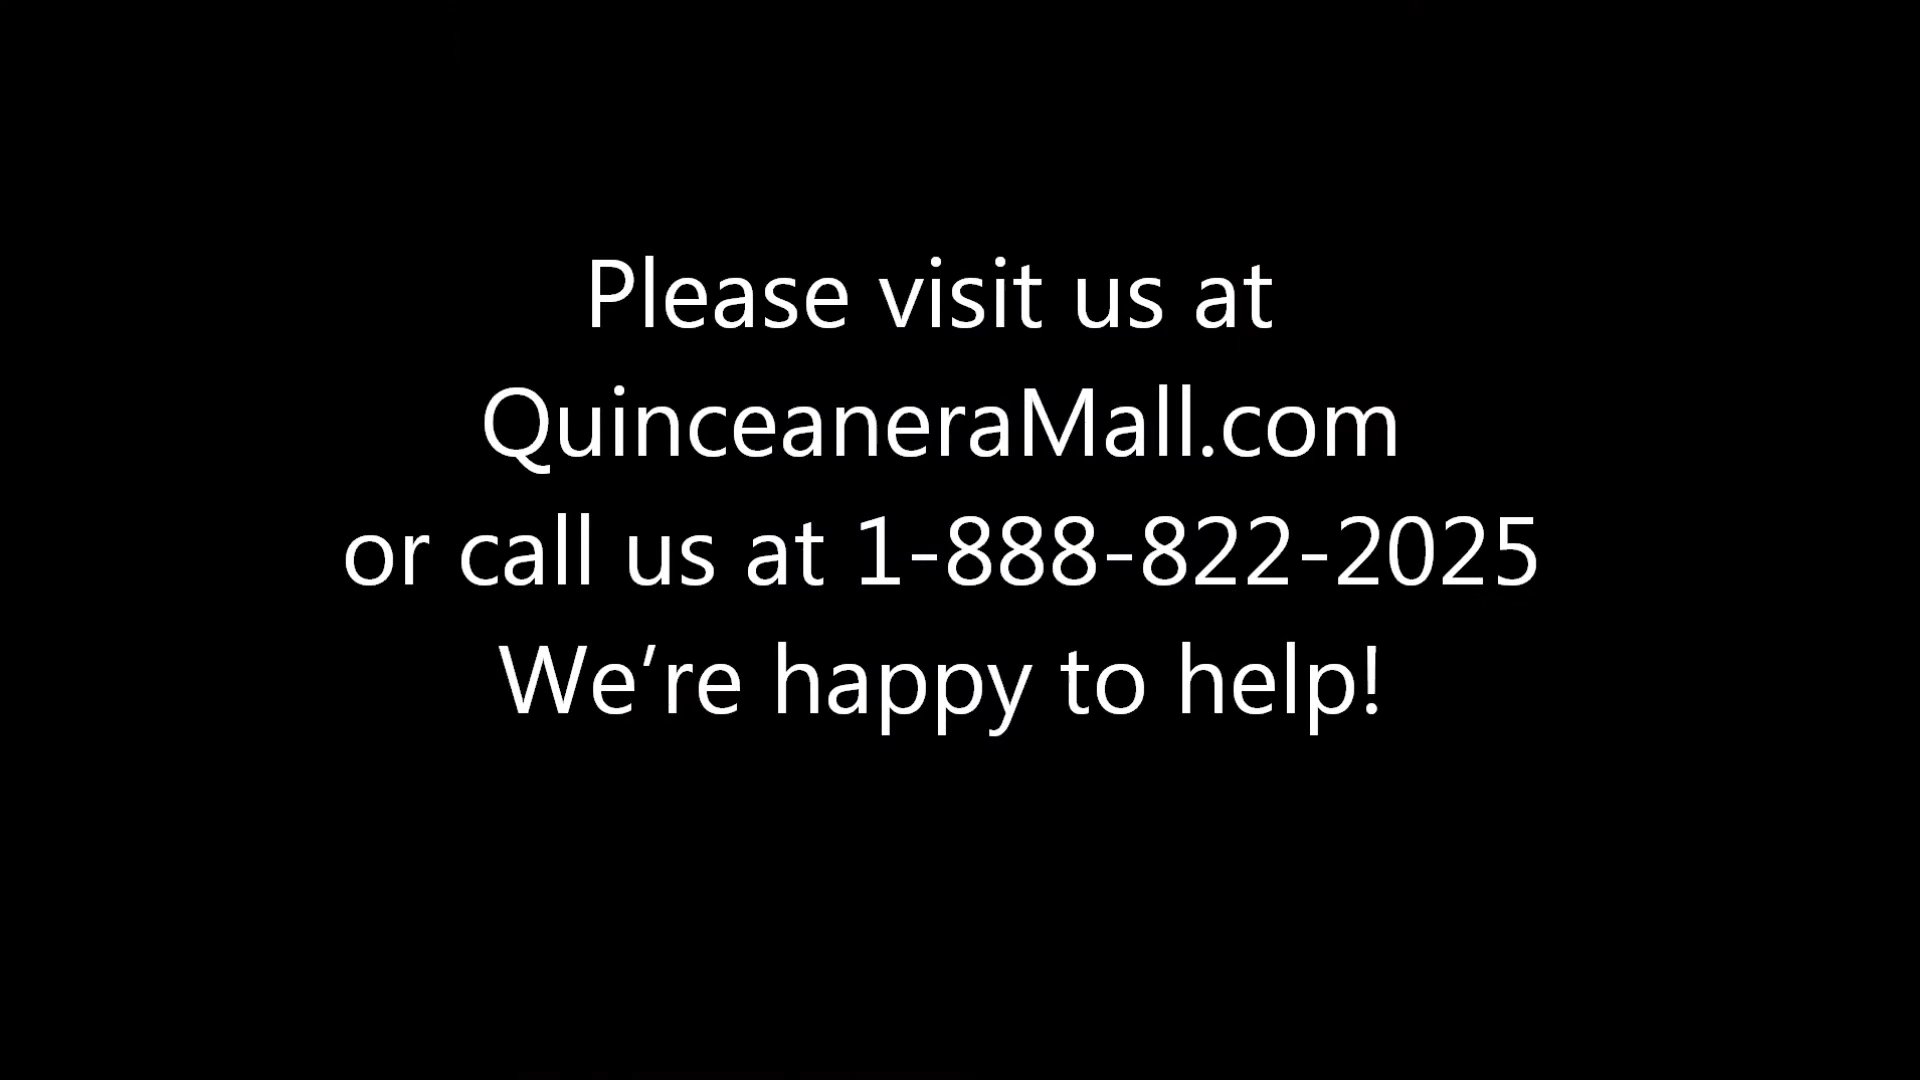 Please visit us at
QuinceaneraMall.com
or call us at 1-888-822-2025
We’re happy to help!